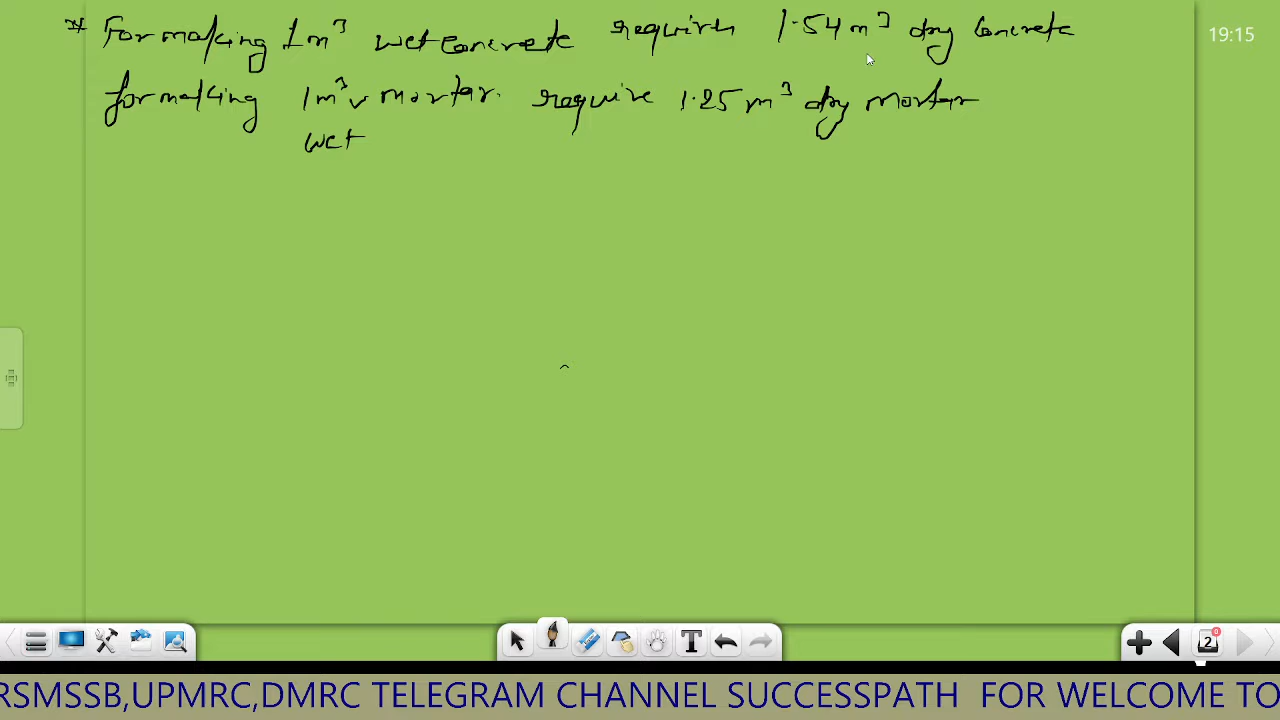 * For making 1m³ wet concrete requires 1.54 m³ dry concrete
19:15
for making 1m³ v mortar. require 1.25 m³ dry mortar
wet
T
2
RSMSSB,UPMRC,DMRC TELEGRAM CHANNEL SUCCESSPATH FOR WELCOME TO